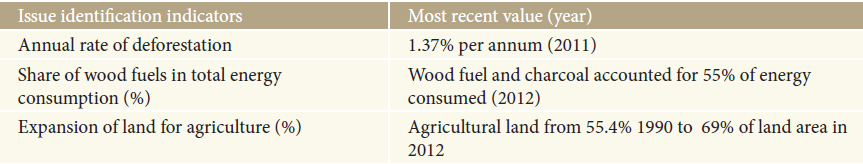 Issue identification indicators Most recent value (year)
Annual rate of deforestation 1.37% per annum (2011)
Share of wood fuels in total energy Wood fuel and charcoal accounted for 55% of energy
consumption (%) consumed (2012)
Expansion of land for agriculture (%) Agricultural land from 55.4% 1990 to 69% of land area in
2012